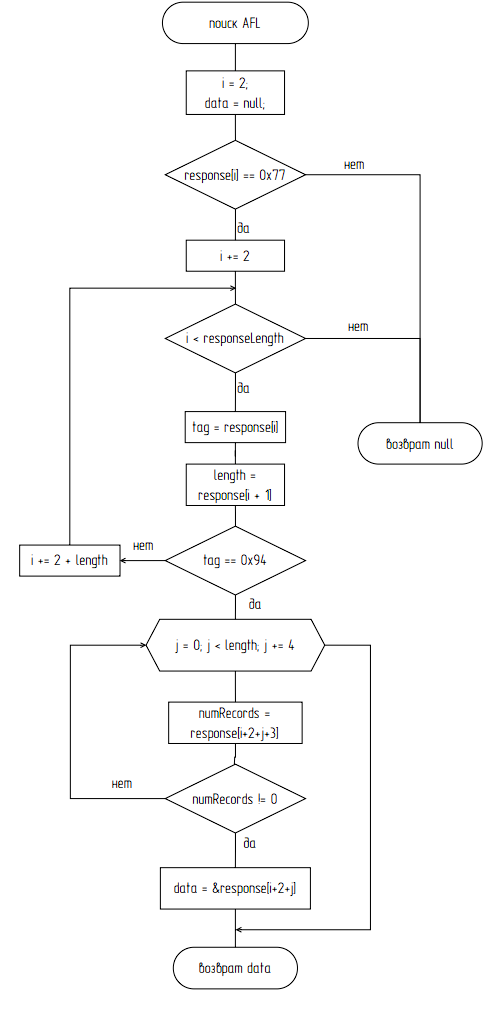 поиск AFL
i = 2;
data = null;
response[i] == 0x77
нет
да
i += 2
i < responseLength
нет
да
tag = response[i]
возврат null
length =
response[i + 1]
tag == 0x94
нет
i += 2 + length
да
j = 0; j < length; j += 4
numRecords =
response[i+2+j+3]
numRecords != 0
нет
да
data = &response[i+2+j]
возврат data